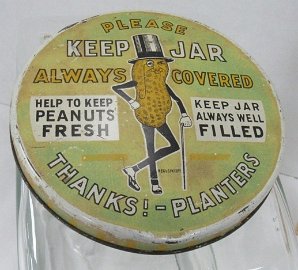 PLEASE
KEEP JAR
ALWAYS COVERED
HELP TO KEEP
PEANUTS
FRESH
KEEP JAR
ALWAYS WELL
FILLED
THANKS!-PLANTERS